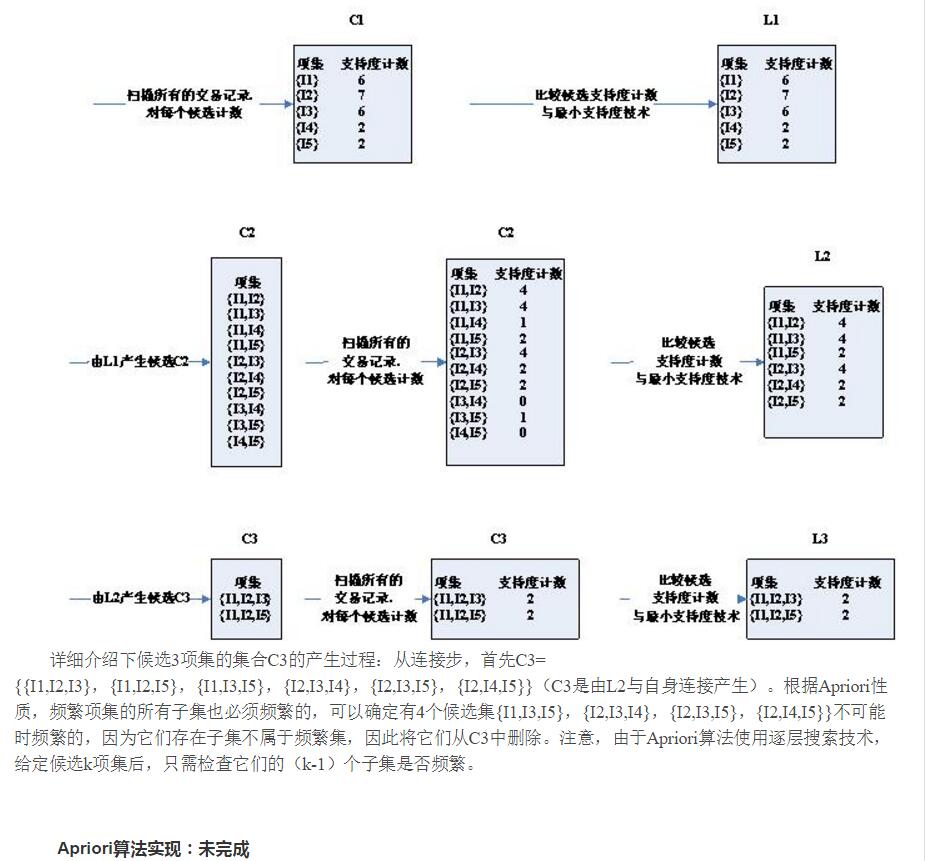 C1
L1
项集 支持度计数
{I1} 6
{I2} 7
{I3} 6
{I4} 2
{I5} 2
扫描所有的交易记录.
对每个候选计数
比较候选支持度计数
与最小支持度技术
项集 支持度计数
{I1} 6
{I2} 7
{I3} 6
{I4} 2
{I5} 2
C2
C2
L2
由L1产生候选C2
项集
{I1,I2}
{I1,I3}
{I1,I4}
{I1,I5}
{I2,I3}
{I2,I4}
{I2,I5}
{I3,I4}
{I3,I5}
{I4,I5}
扫描所有的
交易记录.
对每个候选计数
项集 支持度计数
{I1,I2} 4
{I1,I3} 4
{I1,I4} 1
{I1,I5} 2
{I2,I3} 4
{I2,I4} 2
{I2,I5} 2
{I3,I4} 0
{I3,I5} 1
{I4,I5} 0
比较候选
支持度计数
与最小支持度技术
项集 支持度计数
{I1,I2} 4
{I1,I3} 4
{I1,I5} 2
{I2,I3} 4
{I2,I4} 2
{I2,I5} 2
C3
C3
L3
由L2产生候选C3
项集
{I1,I2,I3}
{I1,I2,I5}
扫描所有的
交易记录.
对每个候选计数
项集 支持度计数
{I1,I2,I3} 2
{I1,I2,I5} 2
比较候选
支持度计数
与最小支持度技术
项集 支持度计数
{I1,I2,I3} 2
{I1,I2,I5} 2
详细介绍下候选3项集的集合C3的产生过程：从连接步，首先C3=
{{I1,I2,I3}，{I1,I2,I5}，{I1,I3,I5}，{I2,I3,I4}，{I2,I3,I5}，{I2,I4,I5}}（C3是由L2与自身连接产生）。根据Apriori性
质，频繁项集的所有子集也必须频繁的，可以确定有4个候选集{I1,I3,I5}，{I2,I3,I4}，{I2,I3,I5}，{I2,I4,I5}}不可能
时频繁的，因为它们存在子集不属于频繁集，因此将它们从C3中删除。注意，由于Apriori算法使用逐层搜索技术，
给定候选k项集后，只需检查它们的（k-1）个子集是否频繁。
Apriori算法实现：未完成